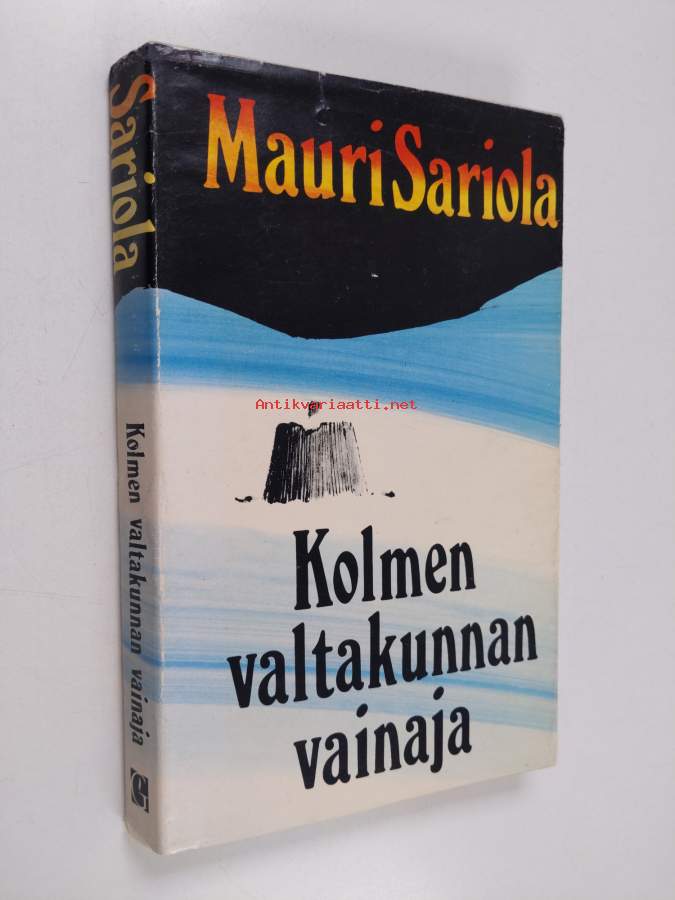 Mauri Sariola
Antikvariaatti.net
Kolmen
valtakunnan
vainaja
Sariola
Kolmen valtakunnan vainaja